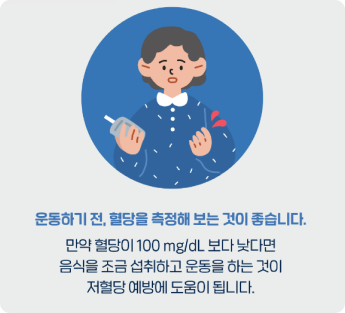 운동하기 전, 혈당을 측정해 보는 것이 좋습니다.
만약 혈당이 100 mg/dL 보다 낮다면
음식을 조금 섭취하고 운동을 하는 것이
저혈당 예방에 도움이 됩니다.